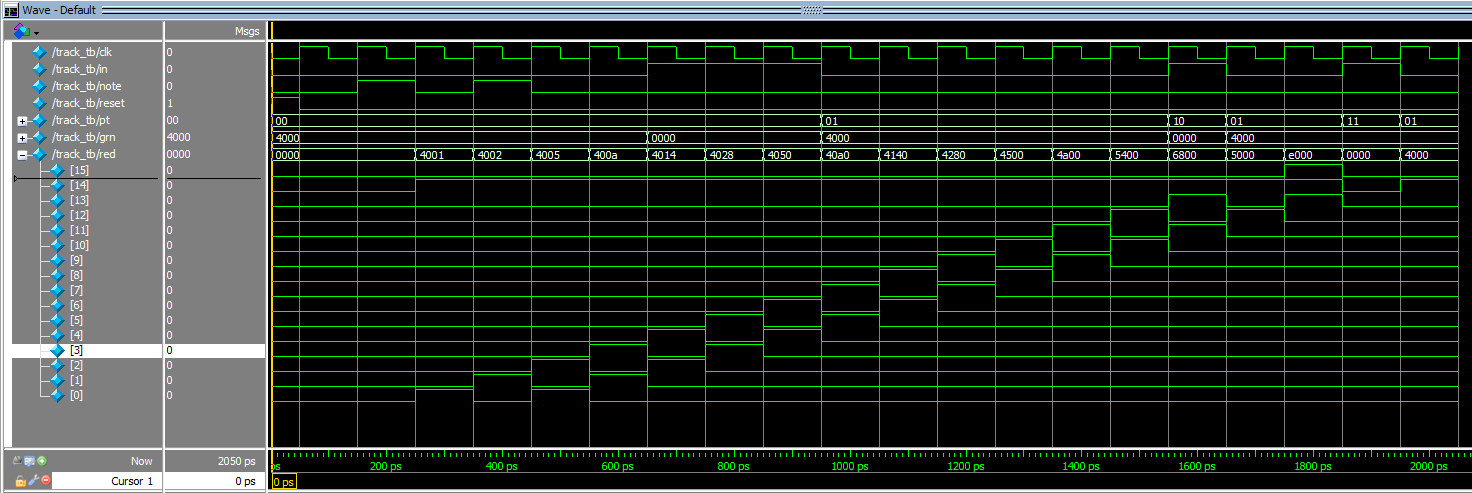 Wave - Default
Msgs
/track_tb/clk 0
/track_tb/in 0
/track_tb/note 0
/track_tb/reset 1
/track_tb/pt 00 00 01 10 01 11 01
/track_tb/grn 4000 4000 0000 4000 0000 4000
/track_tb/red 0000 0000 4001 4002 4005 400a 4014 4028 4050 40a0 4140 4280 4500 4a00 5400 6800 5000 e000 0000 4000
[15] 0
[14] 0
[13] 0
[12] 0
[11] 0
[10] 0
[9] 0
[8] 0
[7] 0
[6] 0
[5] 0
[4] 0
[3] 0
[2] 0
[1] 0
[0] 0
Now 2050 ps ps 200 ps 400 ps 600 ps 800 ps 1000 ps 1200 ps 1400 ps 1600 ps 1800 ps 2000 ps
Cursor 1 0 ps 0 ps